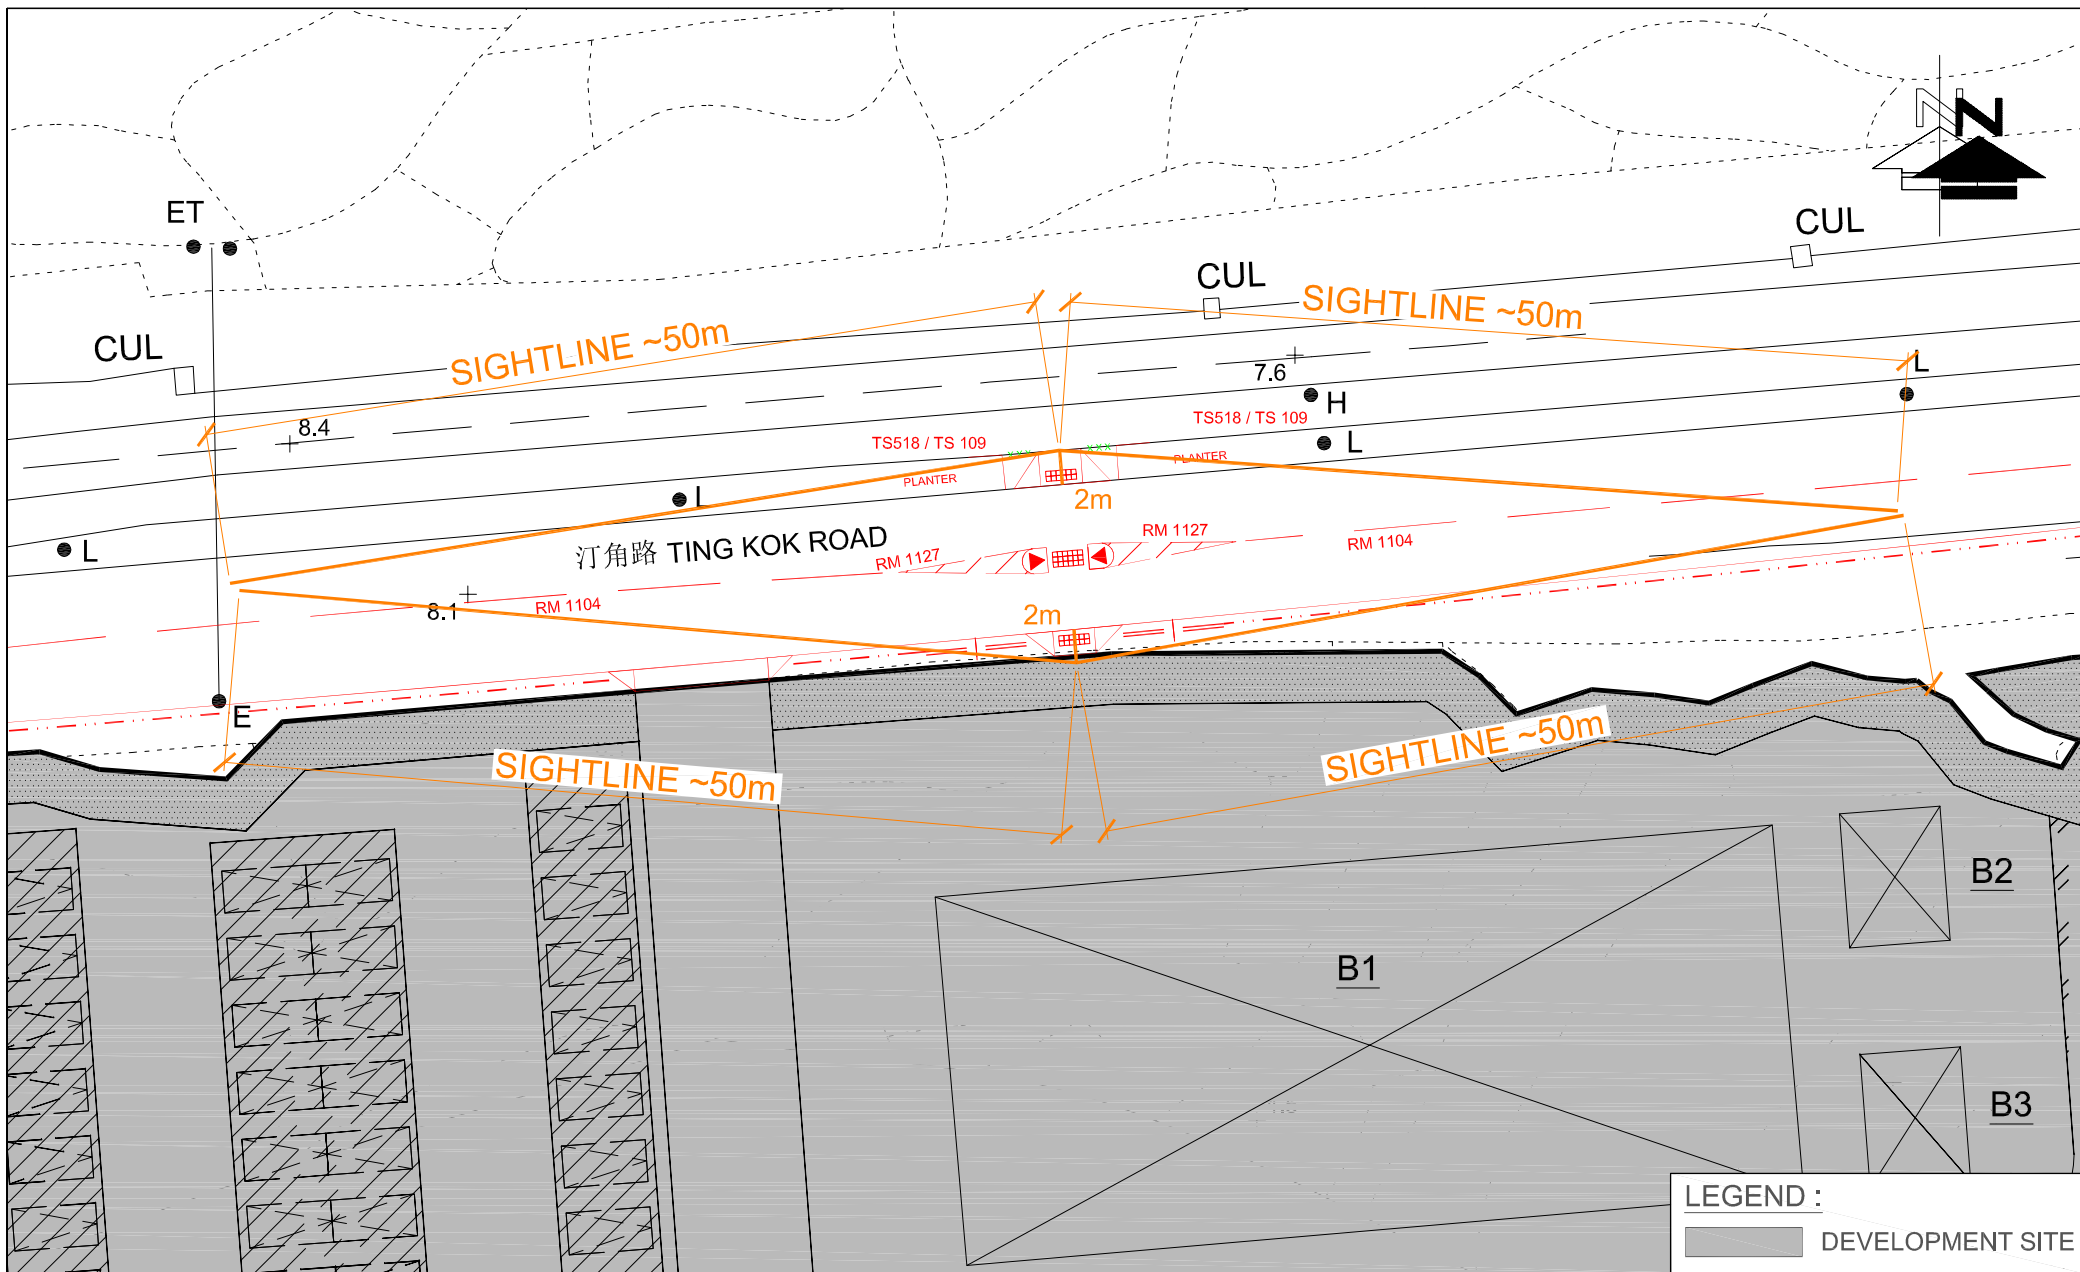 N N
ET
CUL
CUL
CUL
SIGHTLINE ~50m
SIGHTLINE ~50m
L
7.6
H
8.4
TS518 / TS 109
TS518 / TS 109
L
PLANTER
PLANTER
L
2m
L
汀角路 TING KOK ROAD
RM 1127
RM 1127
RM 1104
8.1
RM 1104
2m
E
SIGHTLINE ~50m
SIGHTLINE ~50m
B2
B1
B3
LEGEND :
DEVELOPMENT SITE